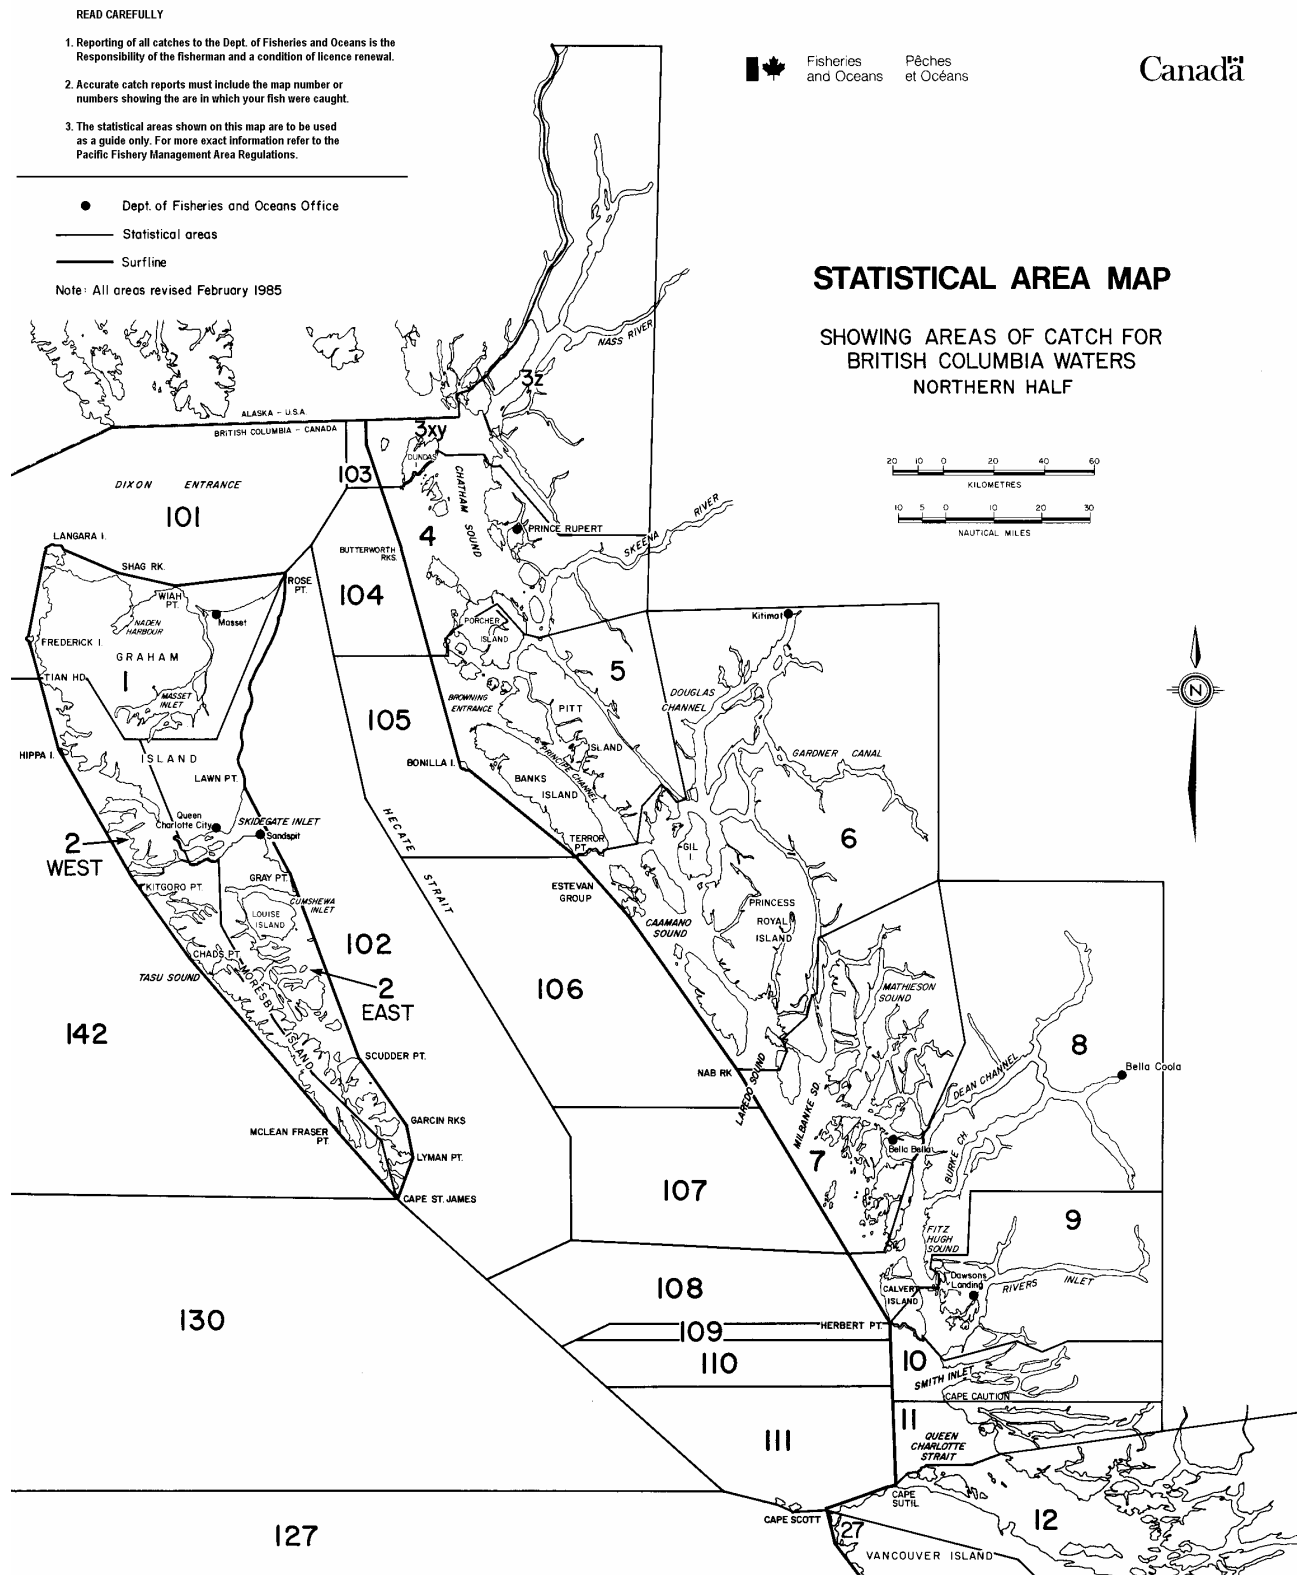 READ CAREFULLY
1. Reporting of all catches to the Dept. of Fisheries and Oceans is the
Responsibility of the fisherman and a condition of licence renewal.
2. Accurate catch reports must include the map number or
numbers showing the are in which your fish were caught.
3. The statistical areas shown on this map are to be used
as a guide only. For more exact information refer to the
Pacific Fishery Management Area Regulations.
Dept. of Fisheries and Oceans Office
Statistical areas
Surfline
Note: All areas revised February 1985
Fisheries
and Oceans
Pêches
et Océans
Canada
STATISTICAL AREA MAP
SHOWING AREAS OF CATCH FOR
BRITISH COLUMBIA WATERS
NORTHERN HALF
20 10 0 20 40 60
KILOMETRES
10 5 0 10 20 30
NAUTICAL MILES
N
NASS RIVER
3z
ALASKA - U.S.A.
BRITISH COLUMBIA - CANADA
3xy
DUNDAS
I.
103
CHATHAM SOUND
DIXON ENTRANCE
101
4
PRINCE RUPERT
SKEENA RIVER
LANGARA I.
SHAG RK.
BUTTERWORTH
RKS.
ROSE
PT.
WIAH
PT.
104
Masset
NADEN
HARBOUR
PORCHER
ISLAND
Kitimat
FREDERICK I.
GRAHAM
5
TIAN HD.
1
MASSET
INLET
BROWNING
ENTRANCE
DOUGLAS
CHANNEL
105
PITT
ISLAND
PRINCIPE CHANNEL
GARDNER CANAL
HIPPA I.
ISLAND
BONILLA I.
LAWN PT.
BANKS
ISLAND
Queen
Charlotte City
SKIDEGATE INLET
Sandspit
HECATE STRAIT
TERROR
PT.
6
GIL
I.
2
WEST
KITGORO PT.
GRAY PT.
CUMSHEWA
INLET
ESTEVAN
GROUP
LOUISE
ISLAND
PRINCESS
ROYAL
ISLAND
CAAMANO
SOUND
102
CHADS PT.
TASU SOUND
MORESBY ISLAND
2
EAST
106
MATHIESON
SOUND
142
8
SCUDDER PT.
NAB RK
LAREDO SOUND
Bella Coola
DEAN CHANNEL
MILBANKE SD.
GARCIN RKS
MCLEAN FRASER
PT.
LYMAN PT.
Bella Bella
BURKE CH.
7
107
CAPE ST. JAMES
9
FITZ
HUGH
SOUND
Dawsons
Landing
RIVERS INLET
CALVERT
ISLAND
108
130
109
HERBERT PT.
110
10
SMITH INLET
CAPE CAUTION
11
111
QUEEN
CHARLOTTE
STRAIT
CAPE
SUTIL
CAPE SCOTT
12
127
27
VANCOUVER ISLAND